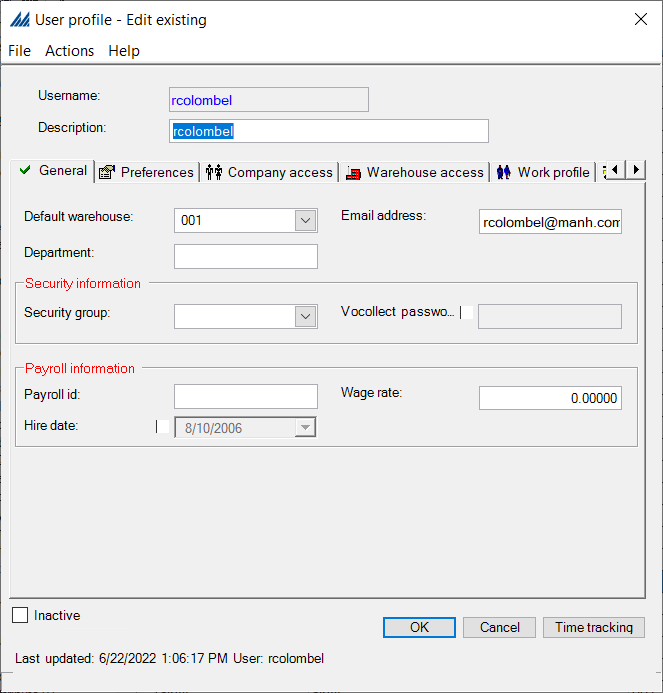 User profile - Edit existing
File Actions Help
Username: rcolombel
Description: rcolombel
General Preferences Company access Warehouse access Work profile
Default warehouse: 001 Email address: rcolombel@manh.com
Department:
Security information
Security group: Vocollect passwo...
Payroll information
Payroll id: Wage rate: 0.00000
Hire date: 8/10/2006
Inactive
OK Cancel Time tracking
Last updated: 6/22/2022 1:06:17 PM User: rcolombel